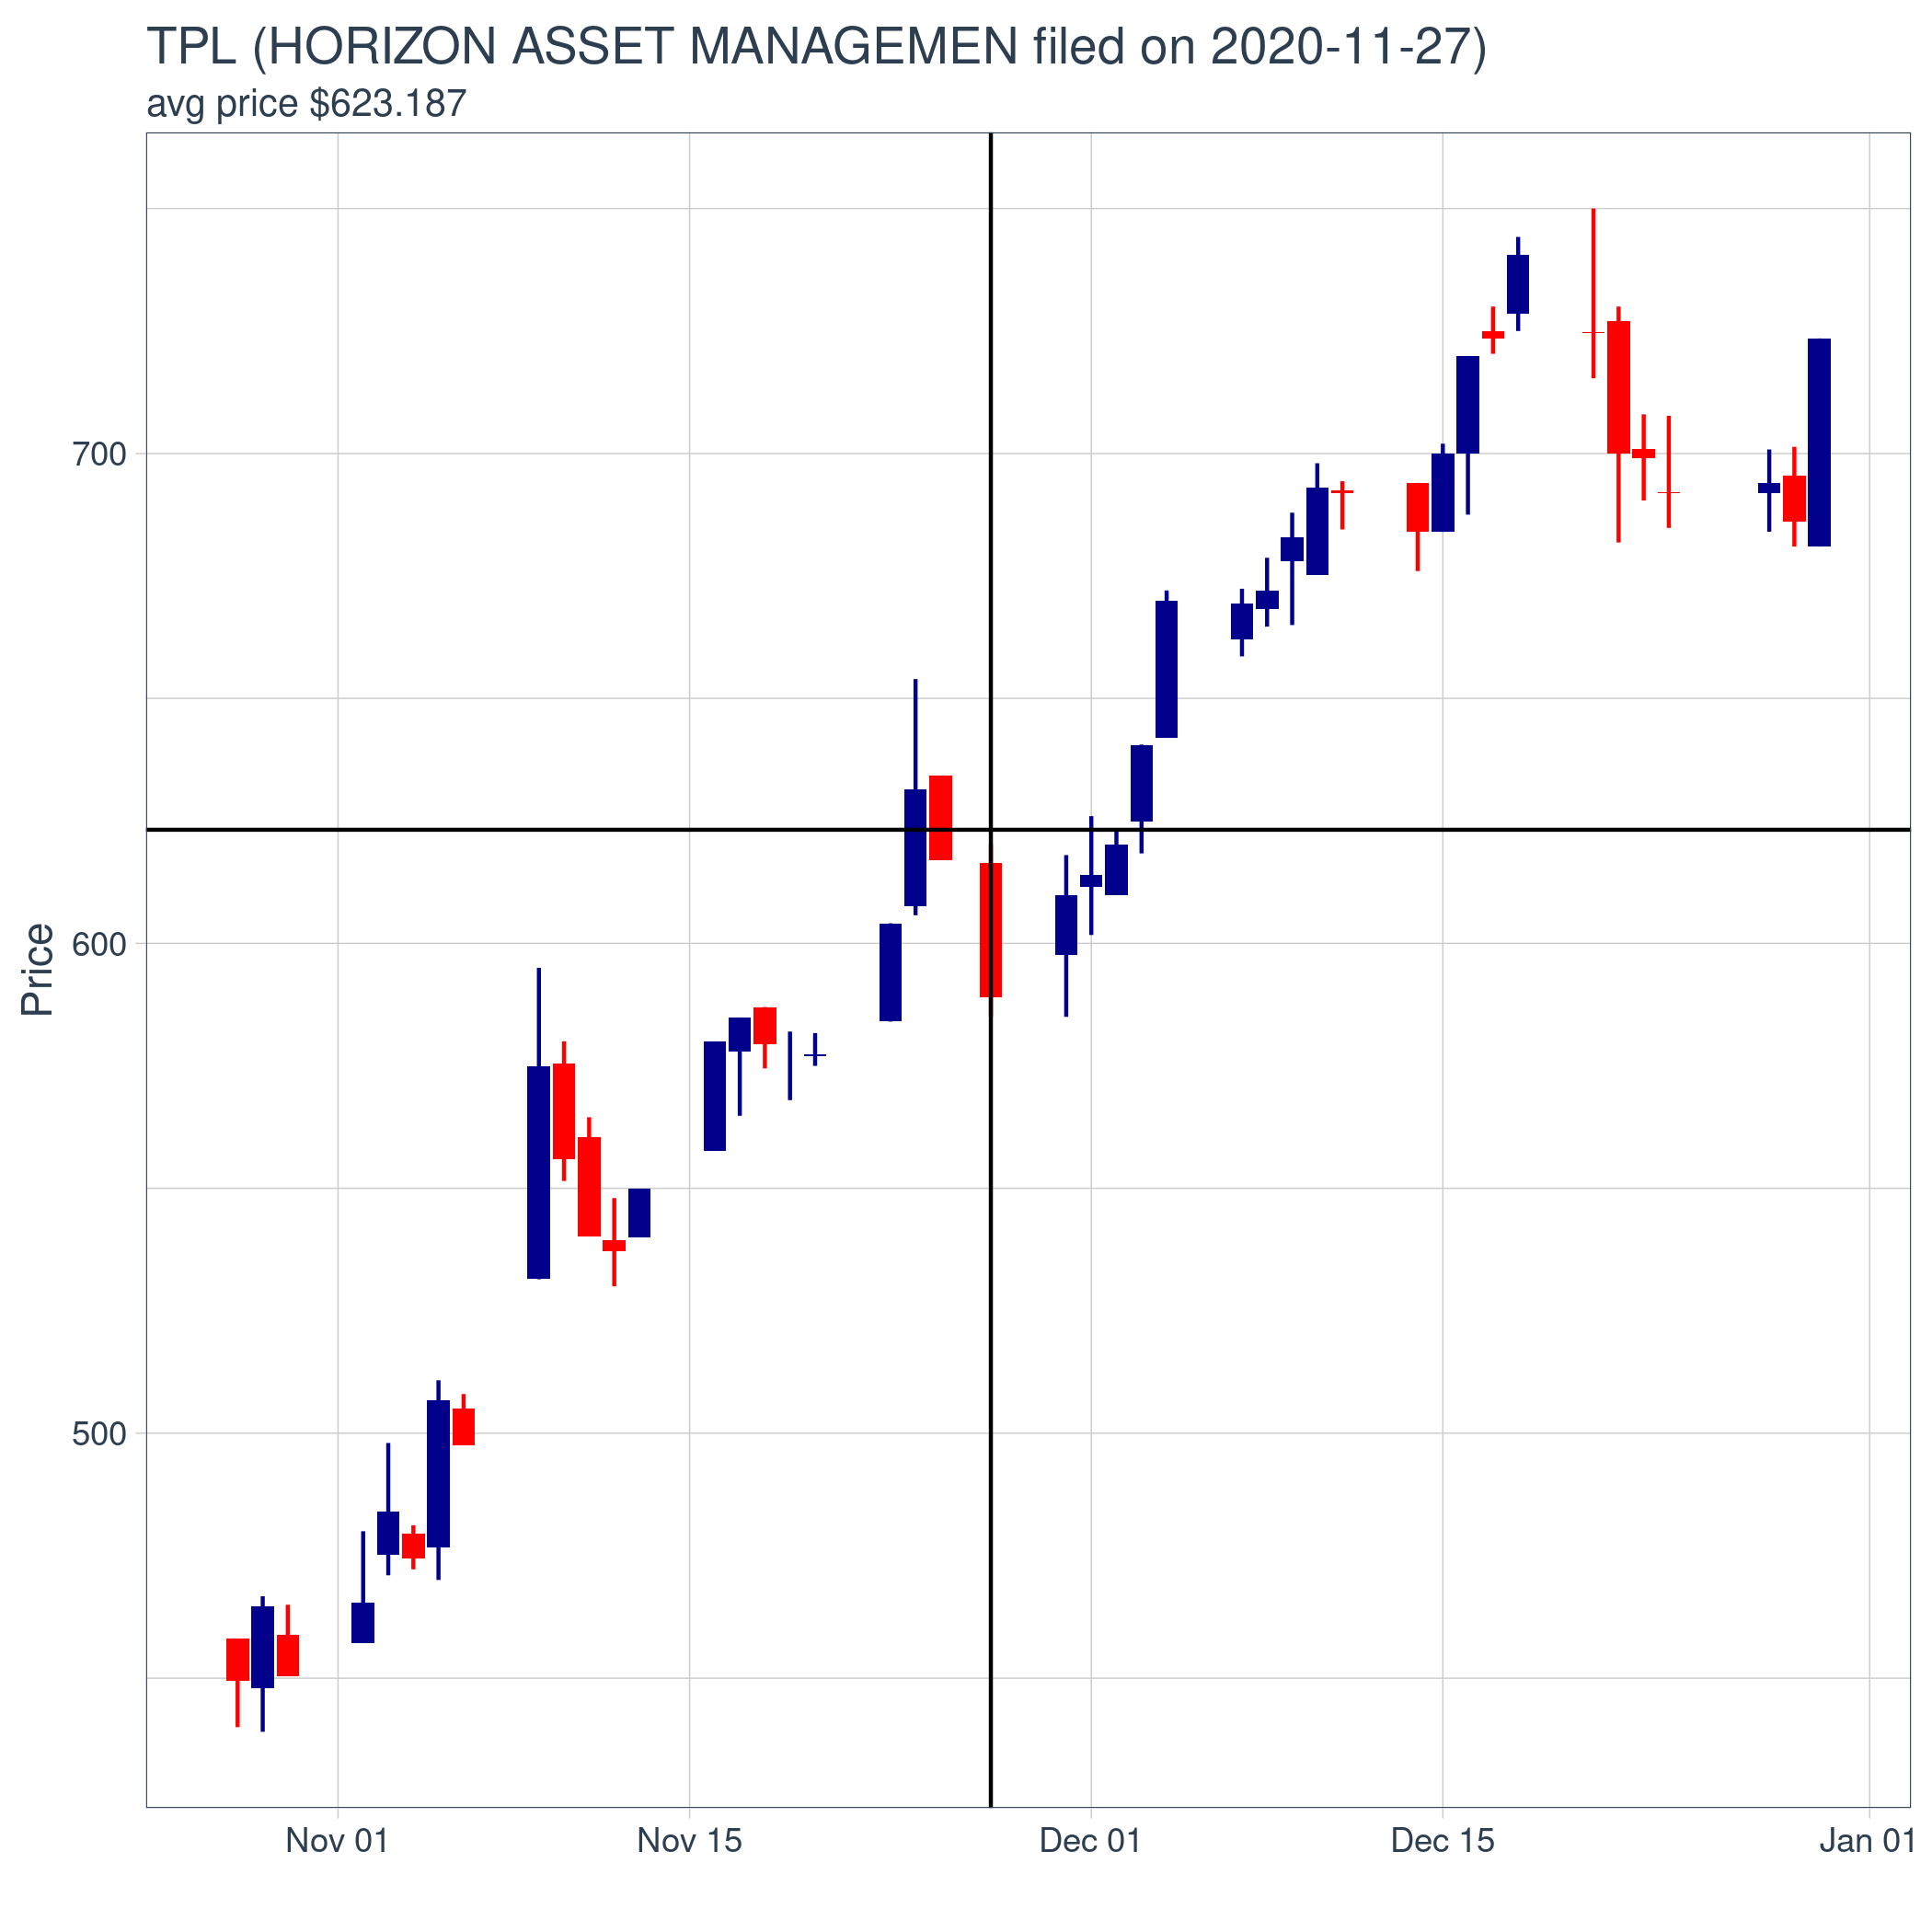 TPL (HORIZON ASSET MANAGEMEN filed on 2020-11-27)
avg price $623.187
Price
700
600
500
Nov 01
Nov 15
Dec 01
Dec 15
Jan 01